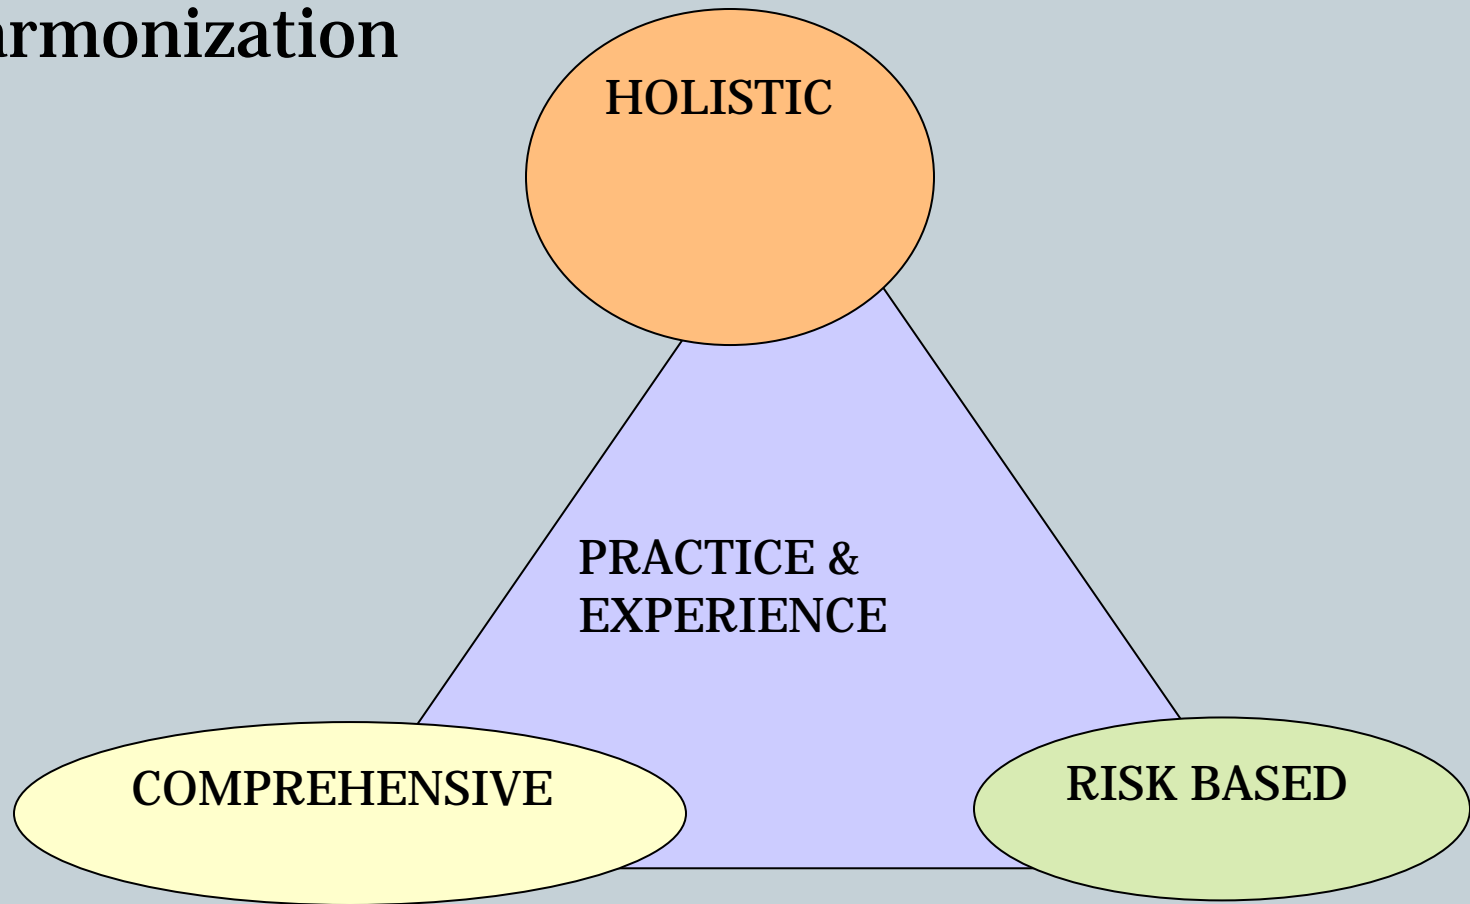 armonization
HOLISTIC
PRACTICE &
EXPERIENCE
COMPREHENSIVE
RISK BASED